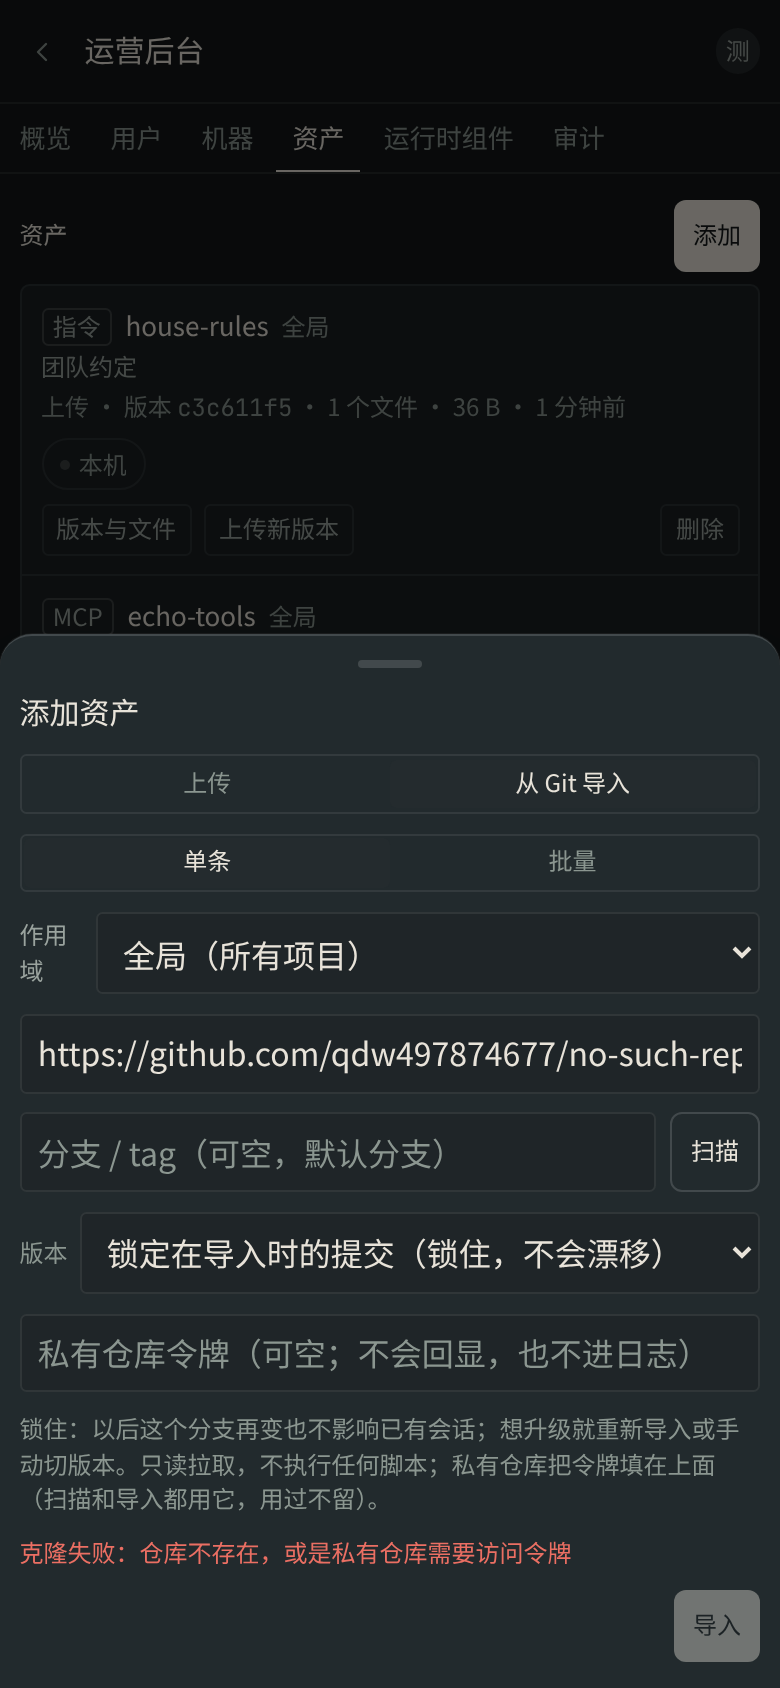 运营后台
测
概览 用户 机器 资产 运行时组件 审计
资产
添加
指令 house-rules 全局
团队约定
上传 • 版本 c3c611f5 • 1 个文件 • 36 B • 1 分钟前
本机
版本与文件 上传新版本 删除
MCP echo-tools 全局
添加资产
上传 从 Git 导入
单条 批量
作用
域
全局（所有项目）
https://github.com/qdw497874677/no-such-rep
分支 / tag（可空，默认分支） 扫描
版本 锁定在导入时的提交（锁住，不会漂移）
私有仓库令牌（可空；不会回显，也不进日志）
锁住：以后这个分支再变也不影响已有会话；想升级就重新导入或手
动切版本。只读拉取，不执行任何脚本；私有仓库把令牌填在上面
（扫描和导入都用它，用过不留）。
克隆失败：仓库不存在，或是私有仓库需要访问令牌
导入